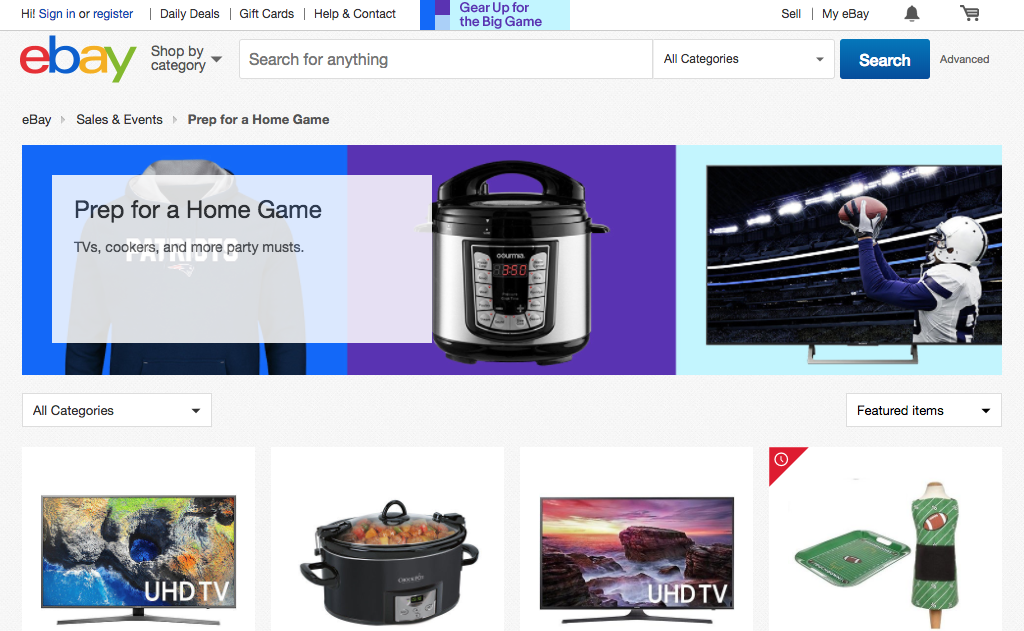 Hi! Sign in or register
Daily Deals
Gift Cards
Help & Contact
Gear Up for
the Big Game
Sell
My eBay
ebay
Shop by
category
Search for anything
All Categories
Search
Advanced
eBay
Sales & Events
Prep for a Home Game
Prep for a Home Game
TVs, cookers, and more party musts.
PATRIOTS
GOURMIA
3:50
All Categories
Featured items
UHD TV
UHD TV